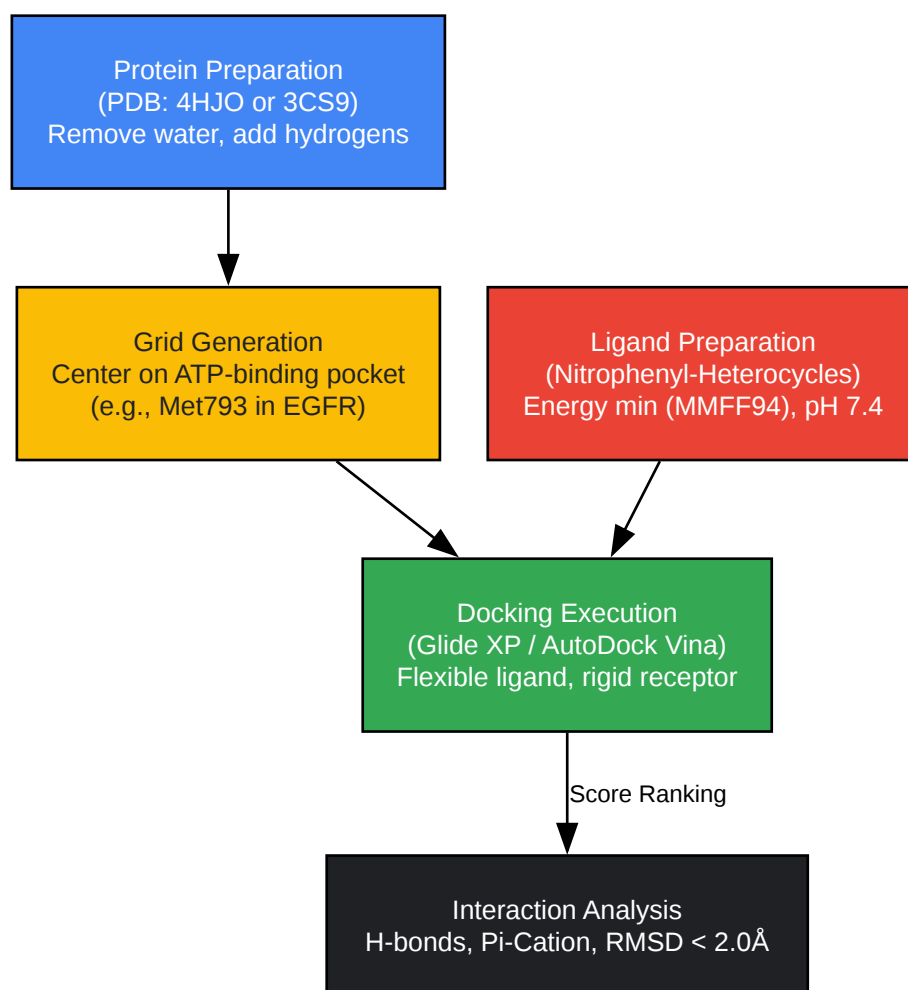 Protein Preparation
(PDB: 4HJO or 3CS9)
Remove water, add hydrogens
Grid Generation
Center on ATP-binding pocket
(e.g., Met793 in EGFR)
Ligand Preparation
(Nitrophenyl-Heterocycles)
Energy min (MMFF94), pH 7.4
Docking Execution
(Glide XP / AutoDock Vina)
Flexible ligand, rigid receptor
Score Ranking
Interaction Analysis
H-bonds, Pi-Cation, RMSD < 2.0Å